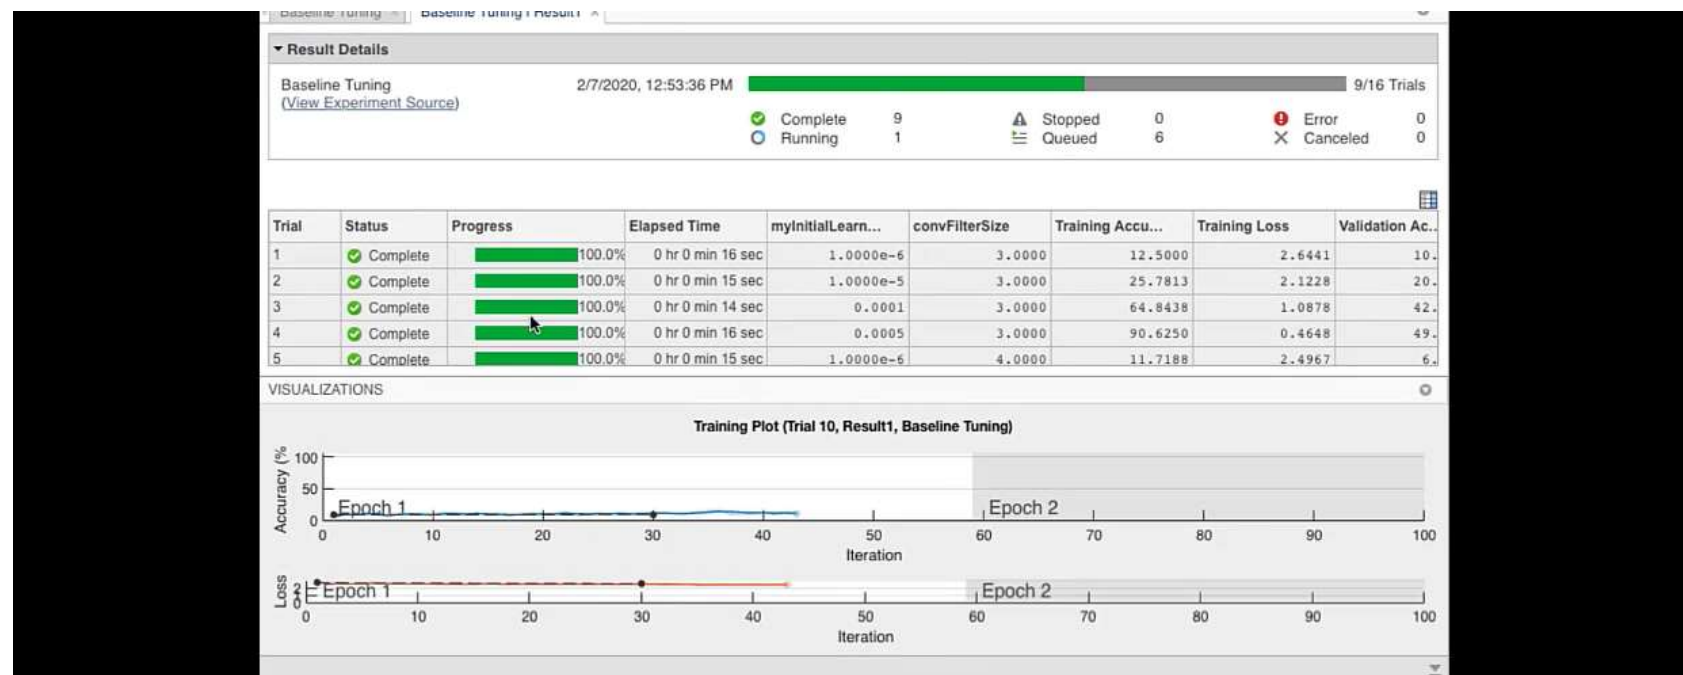 Baseline Tuning × Baseline Tuning | Result1 ×
Result Details
Baseline Tuning 2/7/2020, 12:53:36 PM 9/16 Trials
(View Experiment Source)
Complete 9 Stopped 0 Error 0
Running 1 Queued 6 Canceled 0
Trial Status Progress Elapsed Time myInitialLearn... convFilterSize Training Accu... Training Loss Validation Ac..
1 Complete 100.0% 0 hr 0 min 16 sec 1.0000e-6 3.0000 12.5000 2.6441 10.
2 Complete 100.0% 0 hr 0 min 15 sec 1.0000e-5 3.0000 25.7813 2.1228 20.
3 Complete 100.0% 0 hr 0 min 14 sec 0.0001 3.0000 64.8438 1.0878 42.
4 Complete 100.0% 0 hr 0 min 16 sec 0.0005 3.0000 90.6250 0.4648 49.
5 Complete 100.0% 0 hr 0 min 15 sec 1.0000e-6 4.0000 11.7188 2.4967 6.
VISUALIZATIONS
Training Plot (Trial 10, Result1, Baseline Tuning)
Accuracy (%
100
50
0
Epoch 1 Epoch 2
0 10 20 30 40 50 60 70 80 90 100
Iteration
Loss
2
1
0
Epoch 1 Epoch 2
0 10 20 30 40 50 60 70 80 90 100
Iteration